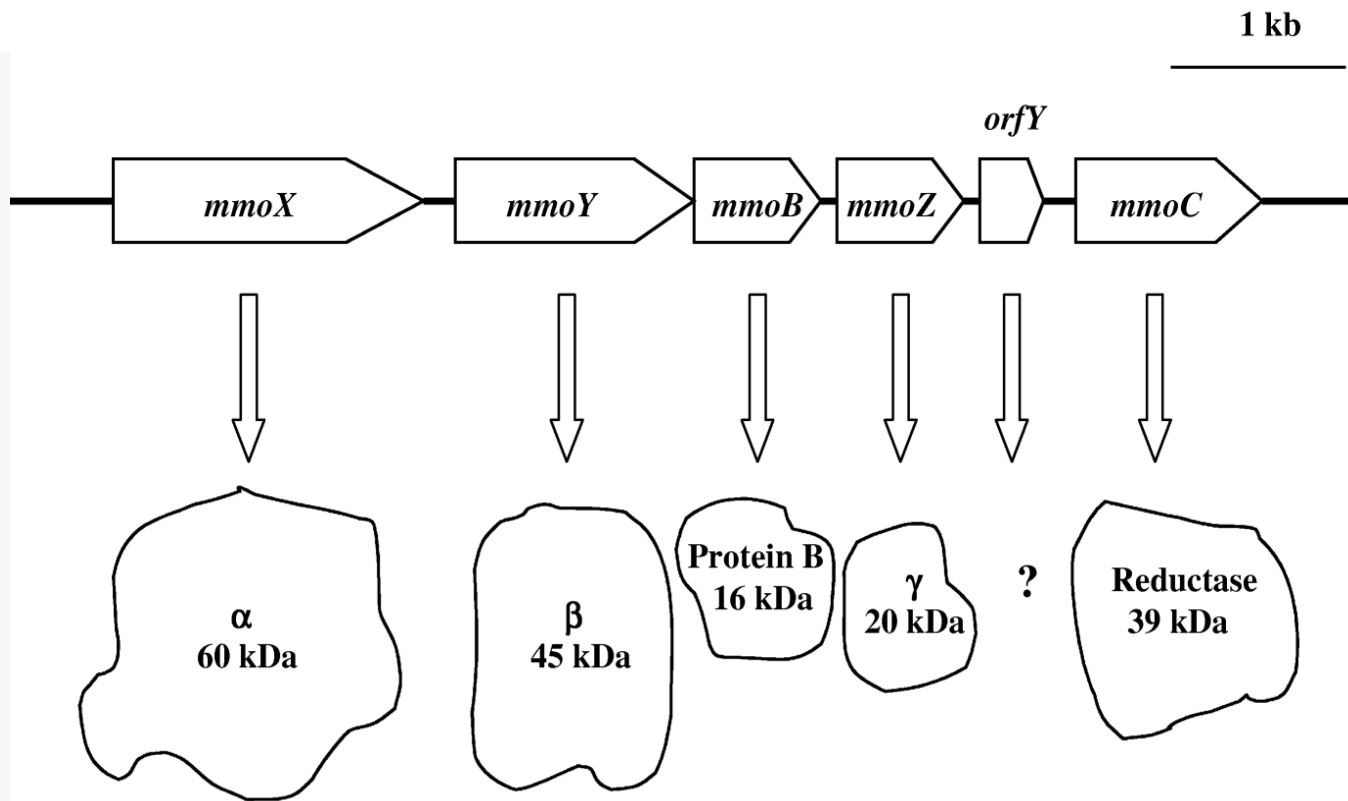 1 kb
orfY
mmoX
mmoY
mmoB
mmoZ
mmoC
α
60 kDa
β
45 kDa
Protein B
16 kDa
γ
20 kDa
?
Reductase
39 kDa